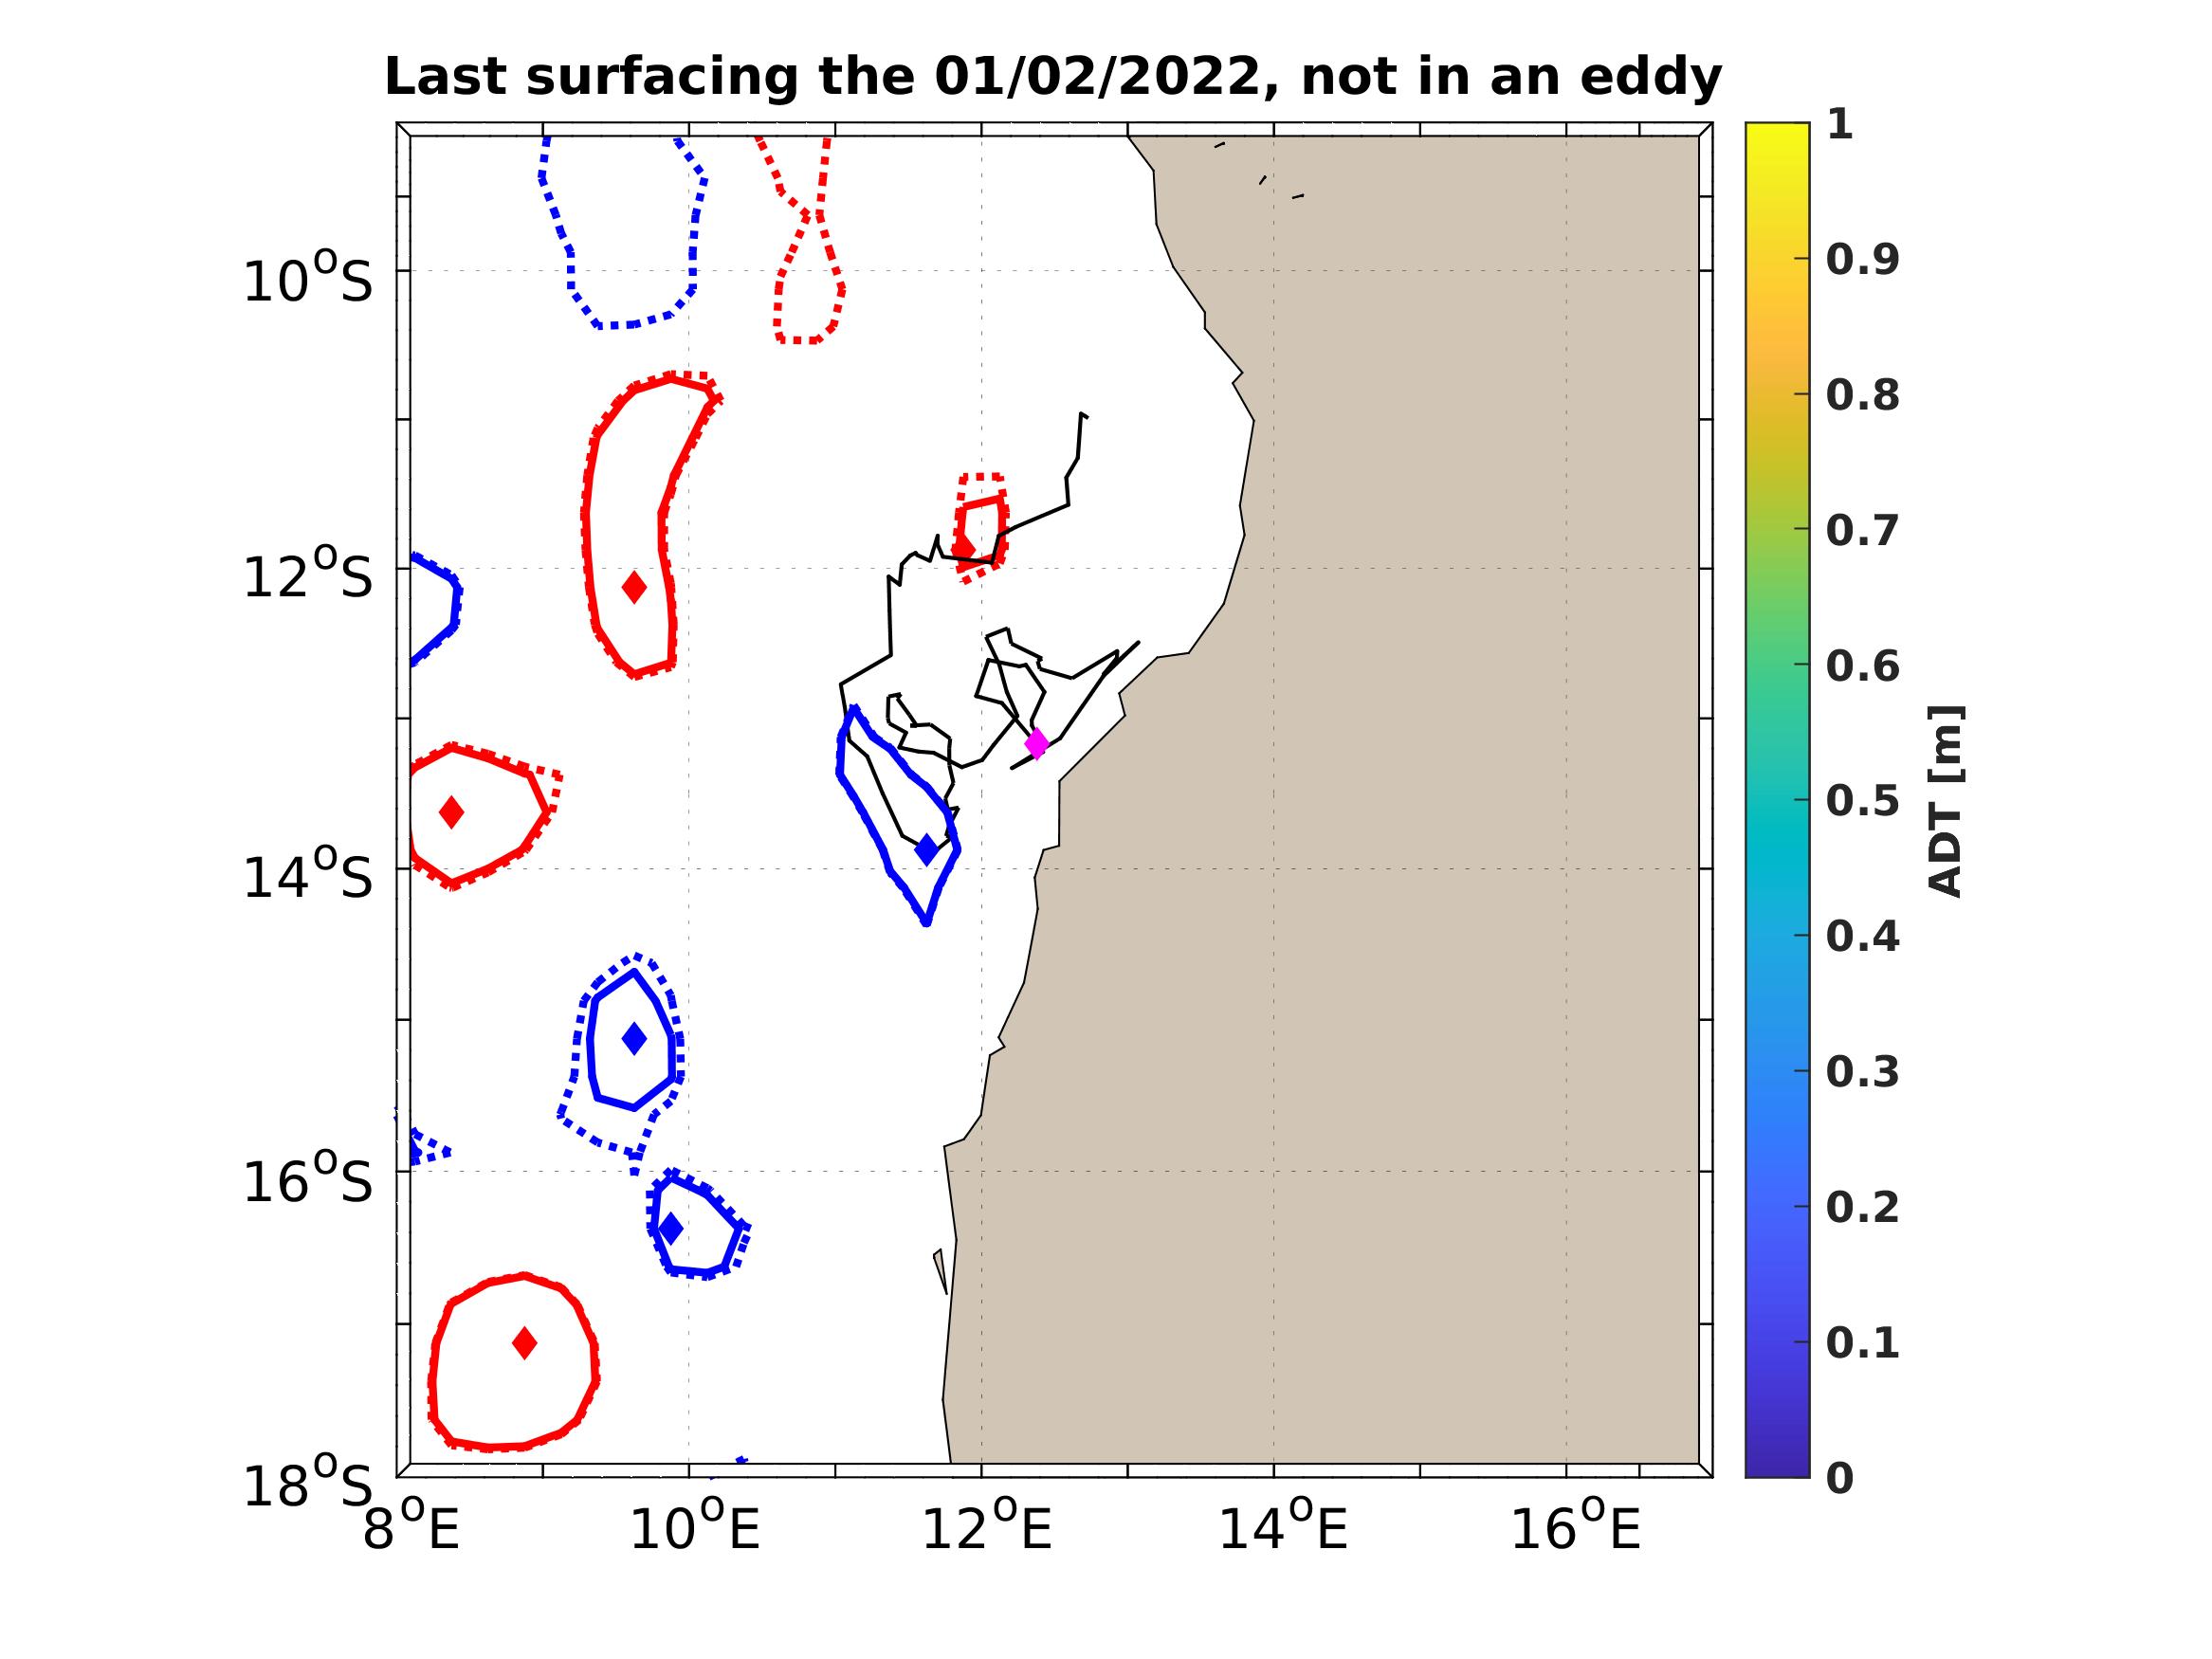 Last surfacing the 01/02/2022, not in an eddy
10°S
12°S
14°S
16°S
18°S
8°E
10°E
12°E
14°E
16°E
1
0.9
0.8
0.7
0.6
0.5
0.4
0.3
0.2
0.1
0
ADT [m]